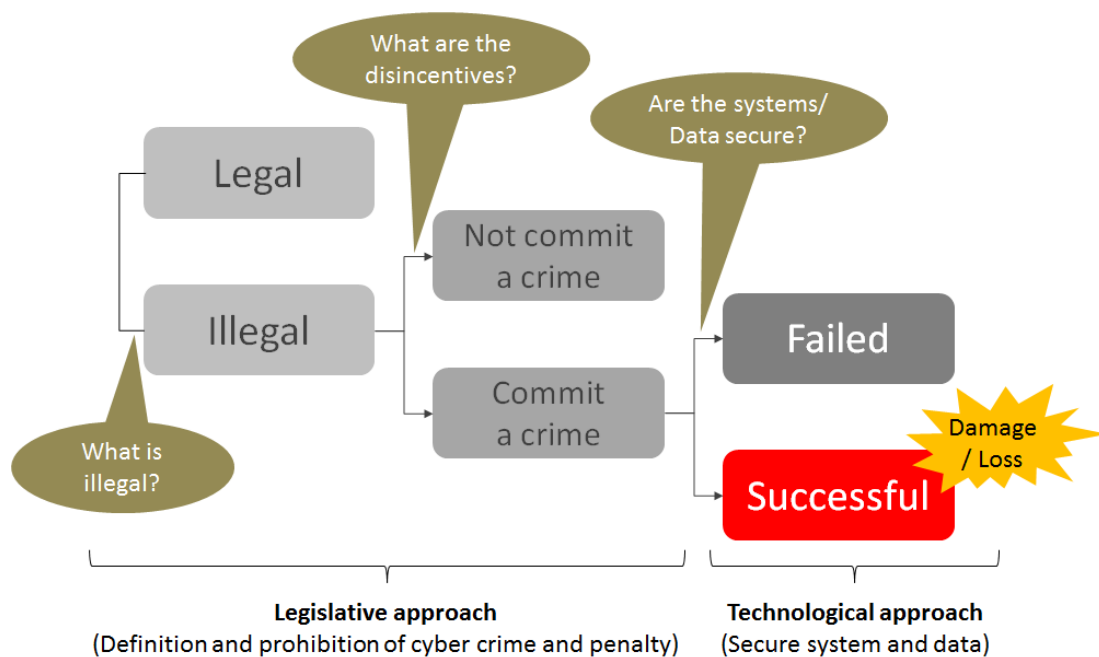 What are the
disincentives?
Are the systems/
Data secure?
Legal
Not commit
a crime
Illegal
Failed
Commit
a crime
Damage
/ Loss
What is
illegal?
Successful
Legislative approach
(Definition and prohibition of cyber crime and penalty)
Technological approach
(Secure system and data)